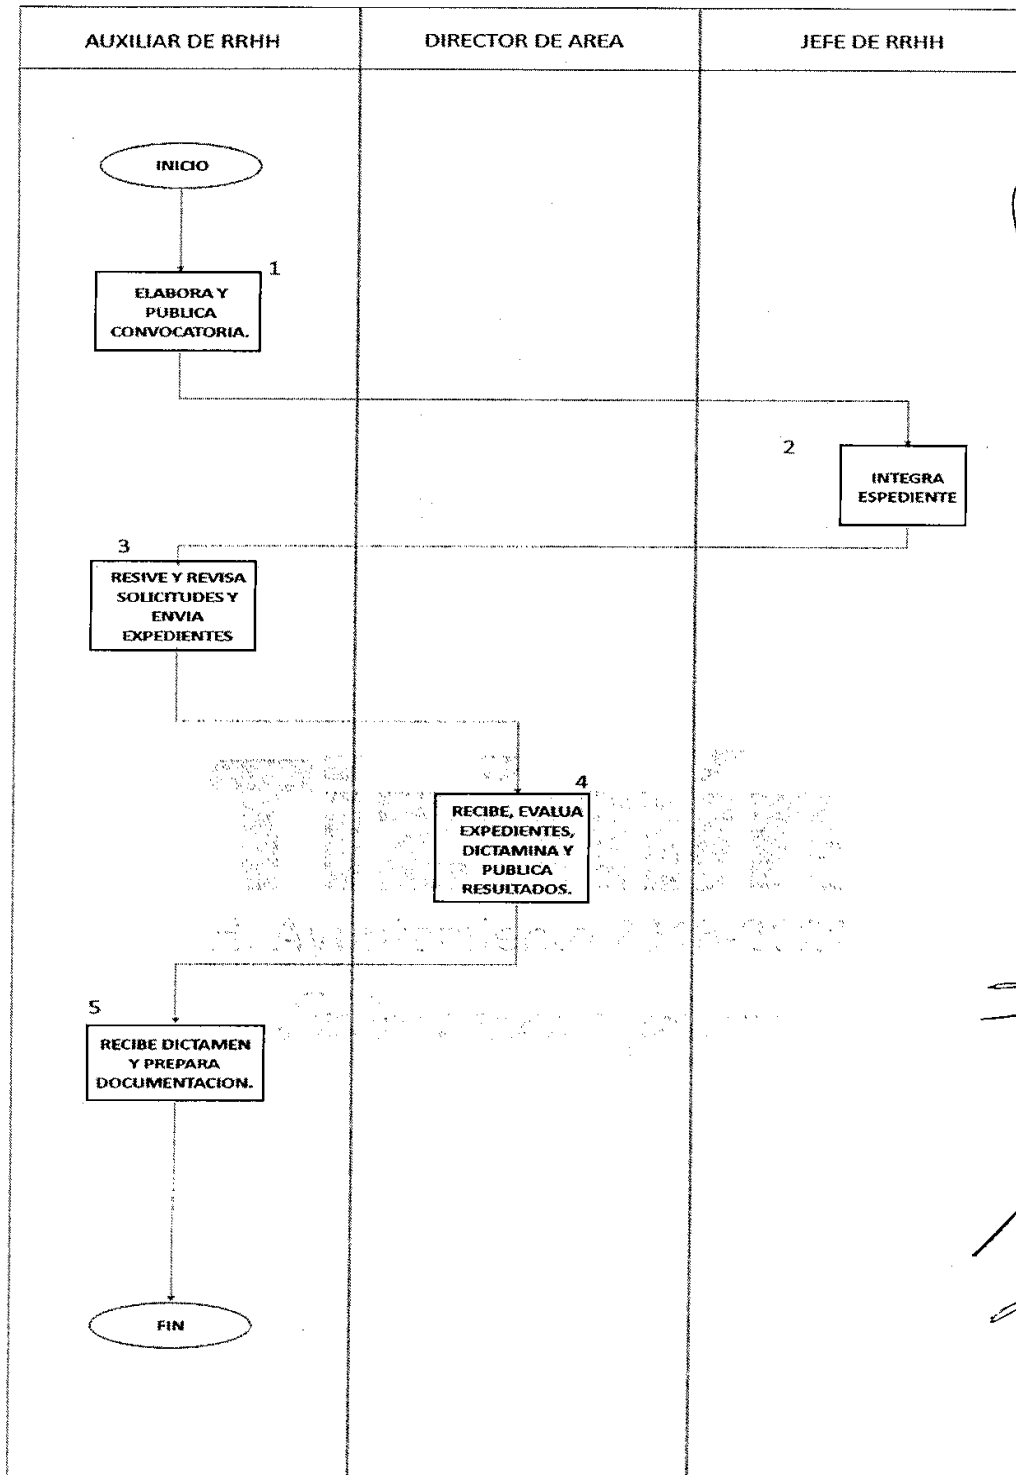 AUXILIAR DE RRHH
DIRECTOR DE AREA
JEFE DE RRHH
INICIO
1
ELABORA Y
PUBLICA
CONVOCATORIA.
2
INTEGRA
ESPEDIENTE
3
RESIVE Y REVISA
SOLICITUDES Y
ENVIA
EXPEDIENTES
4
RECIBE, EVALUA
EXPEDIENTES,
DICTAMINA Y
PUBLICA
RESULTADOS.
5
RECIBE DICTAMEN
Y PREPARA
DOCUMENTACION.
FIN